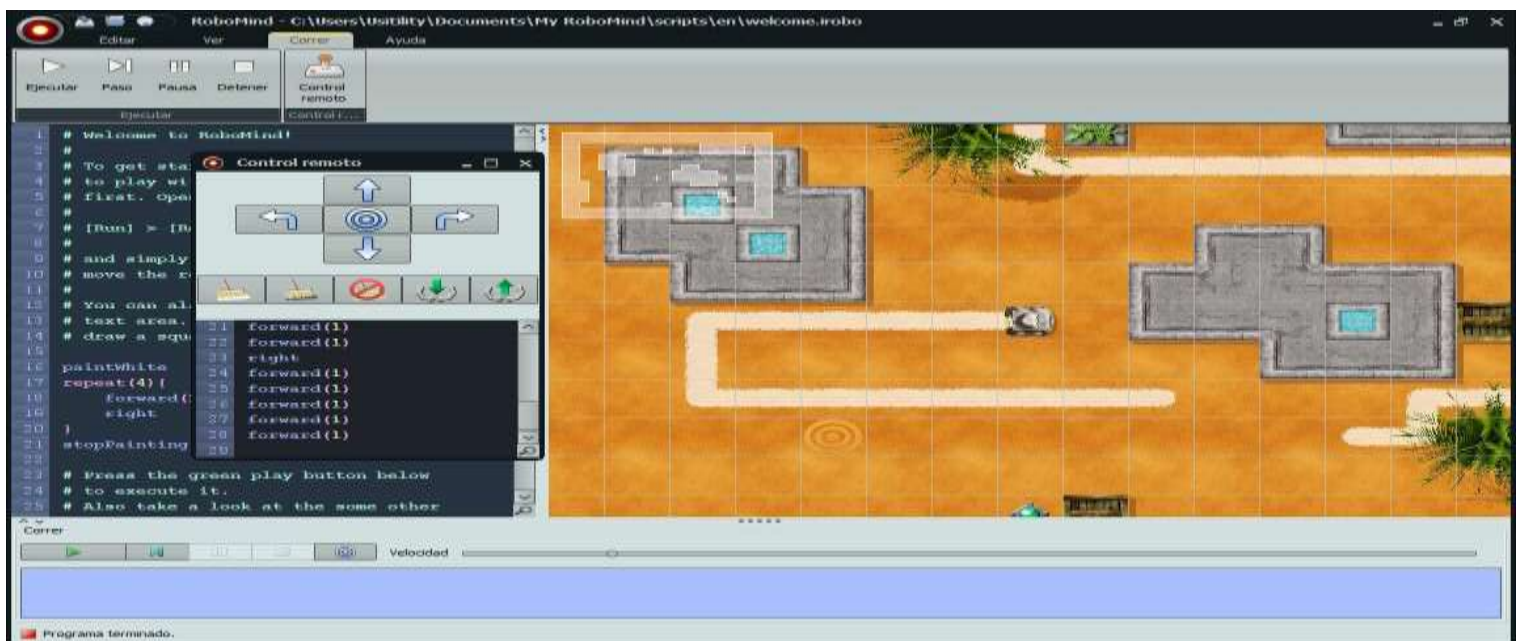 RoboMind - C:\Users\Usitility\Documents\My RoboMind\scripts\en\welcome.irobo
Editar Ver Correr Ayuda
Ejecutar Paso Pausa Detener Control remoto
Ejecutar Control r...
1 # Welcome to RoboMind!
2 #
3 # To get sta
4 # to play wi
5 # first. Ope
6 #
7 # [Run] > [R
8 #
9 # and simply
10 # move the r
11 #
12 # You can al
13 # text area.
14 # draw a squ
15
16 paintWhite
17 repeat(4){
18 forward(
19 right
20 }
21 stopPainting
22
23 # Press the green play button below
24 # to execute it.
25 # Also take a look at the some other
Control remoto
21 forward(1)
22 forward(1)
23 right
24 forward(1)
25 forward(1)
26 forward(1)
27 forward(1)
28 forward(1)
29
Correr
Velocidad
Programa terminado.